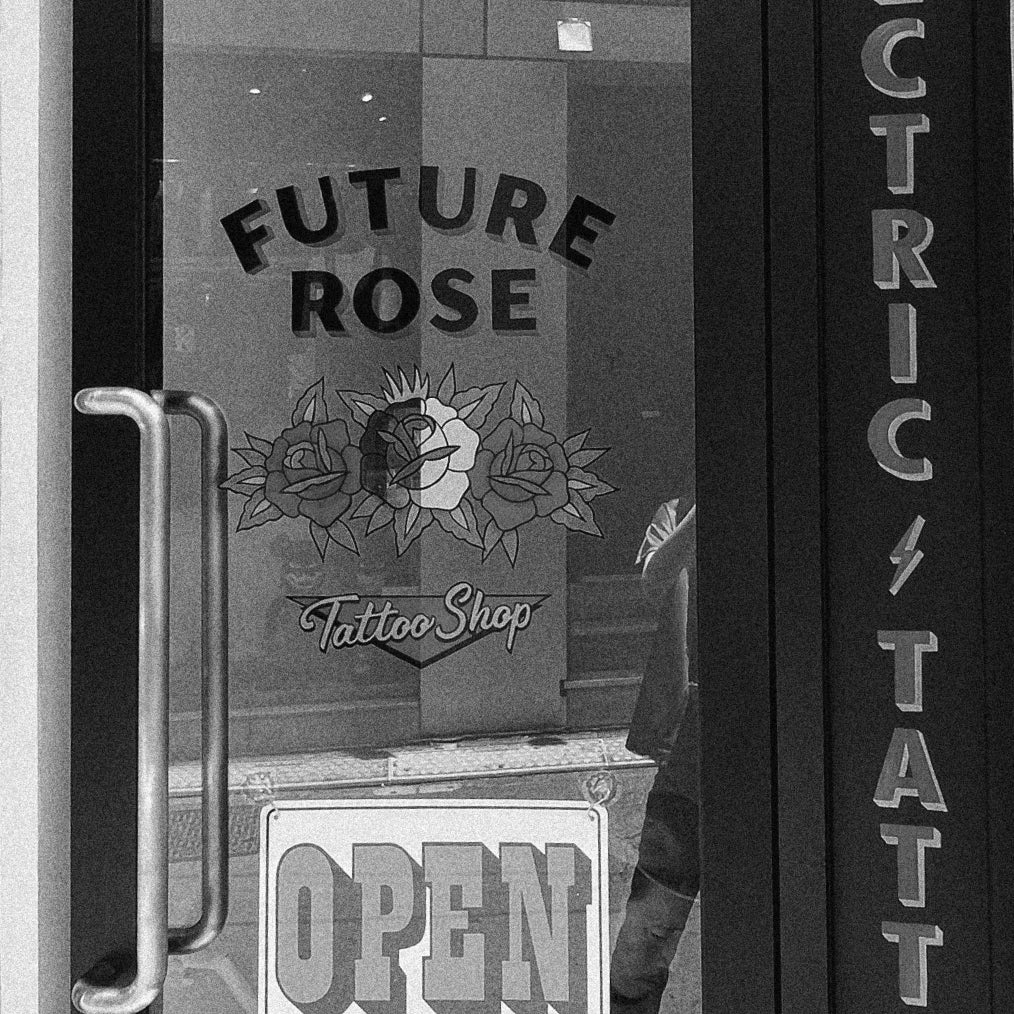 FUTURE
ROSE
Tattoo Shop
OPEN
CTRIC TATT